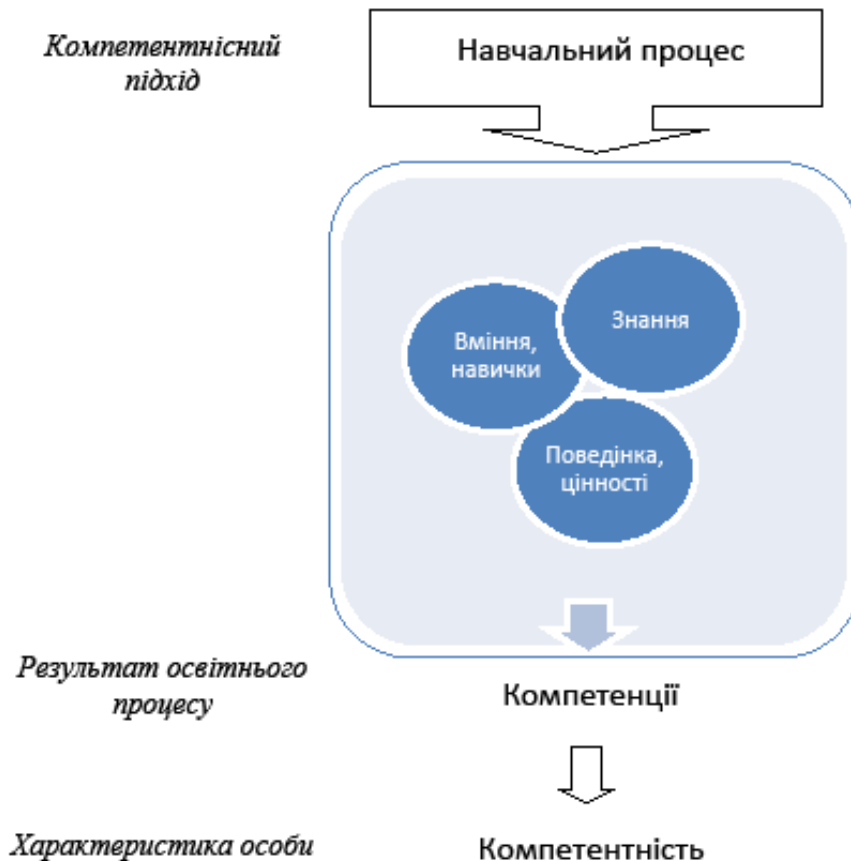 Компетентнісний
підхід
Навчальний процес
Знання
Вміння,
навички
Поведінка,
цінності
Результат освітнього
процесу
Компетенції
Характеристика особи
Компетентність